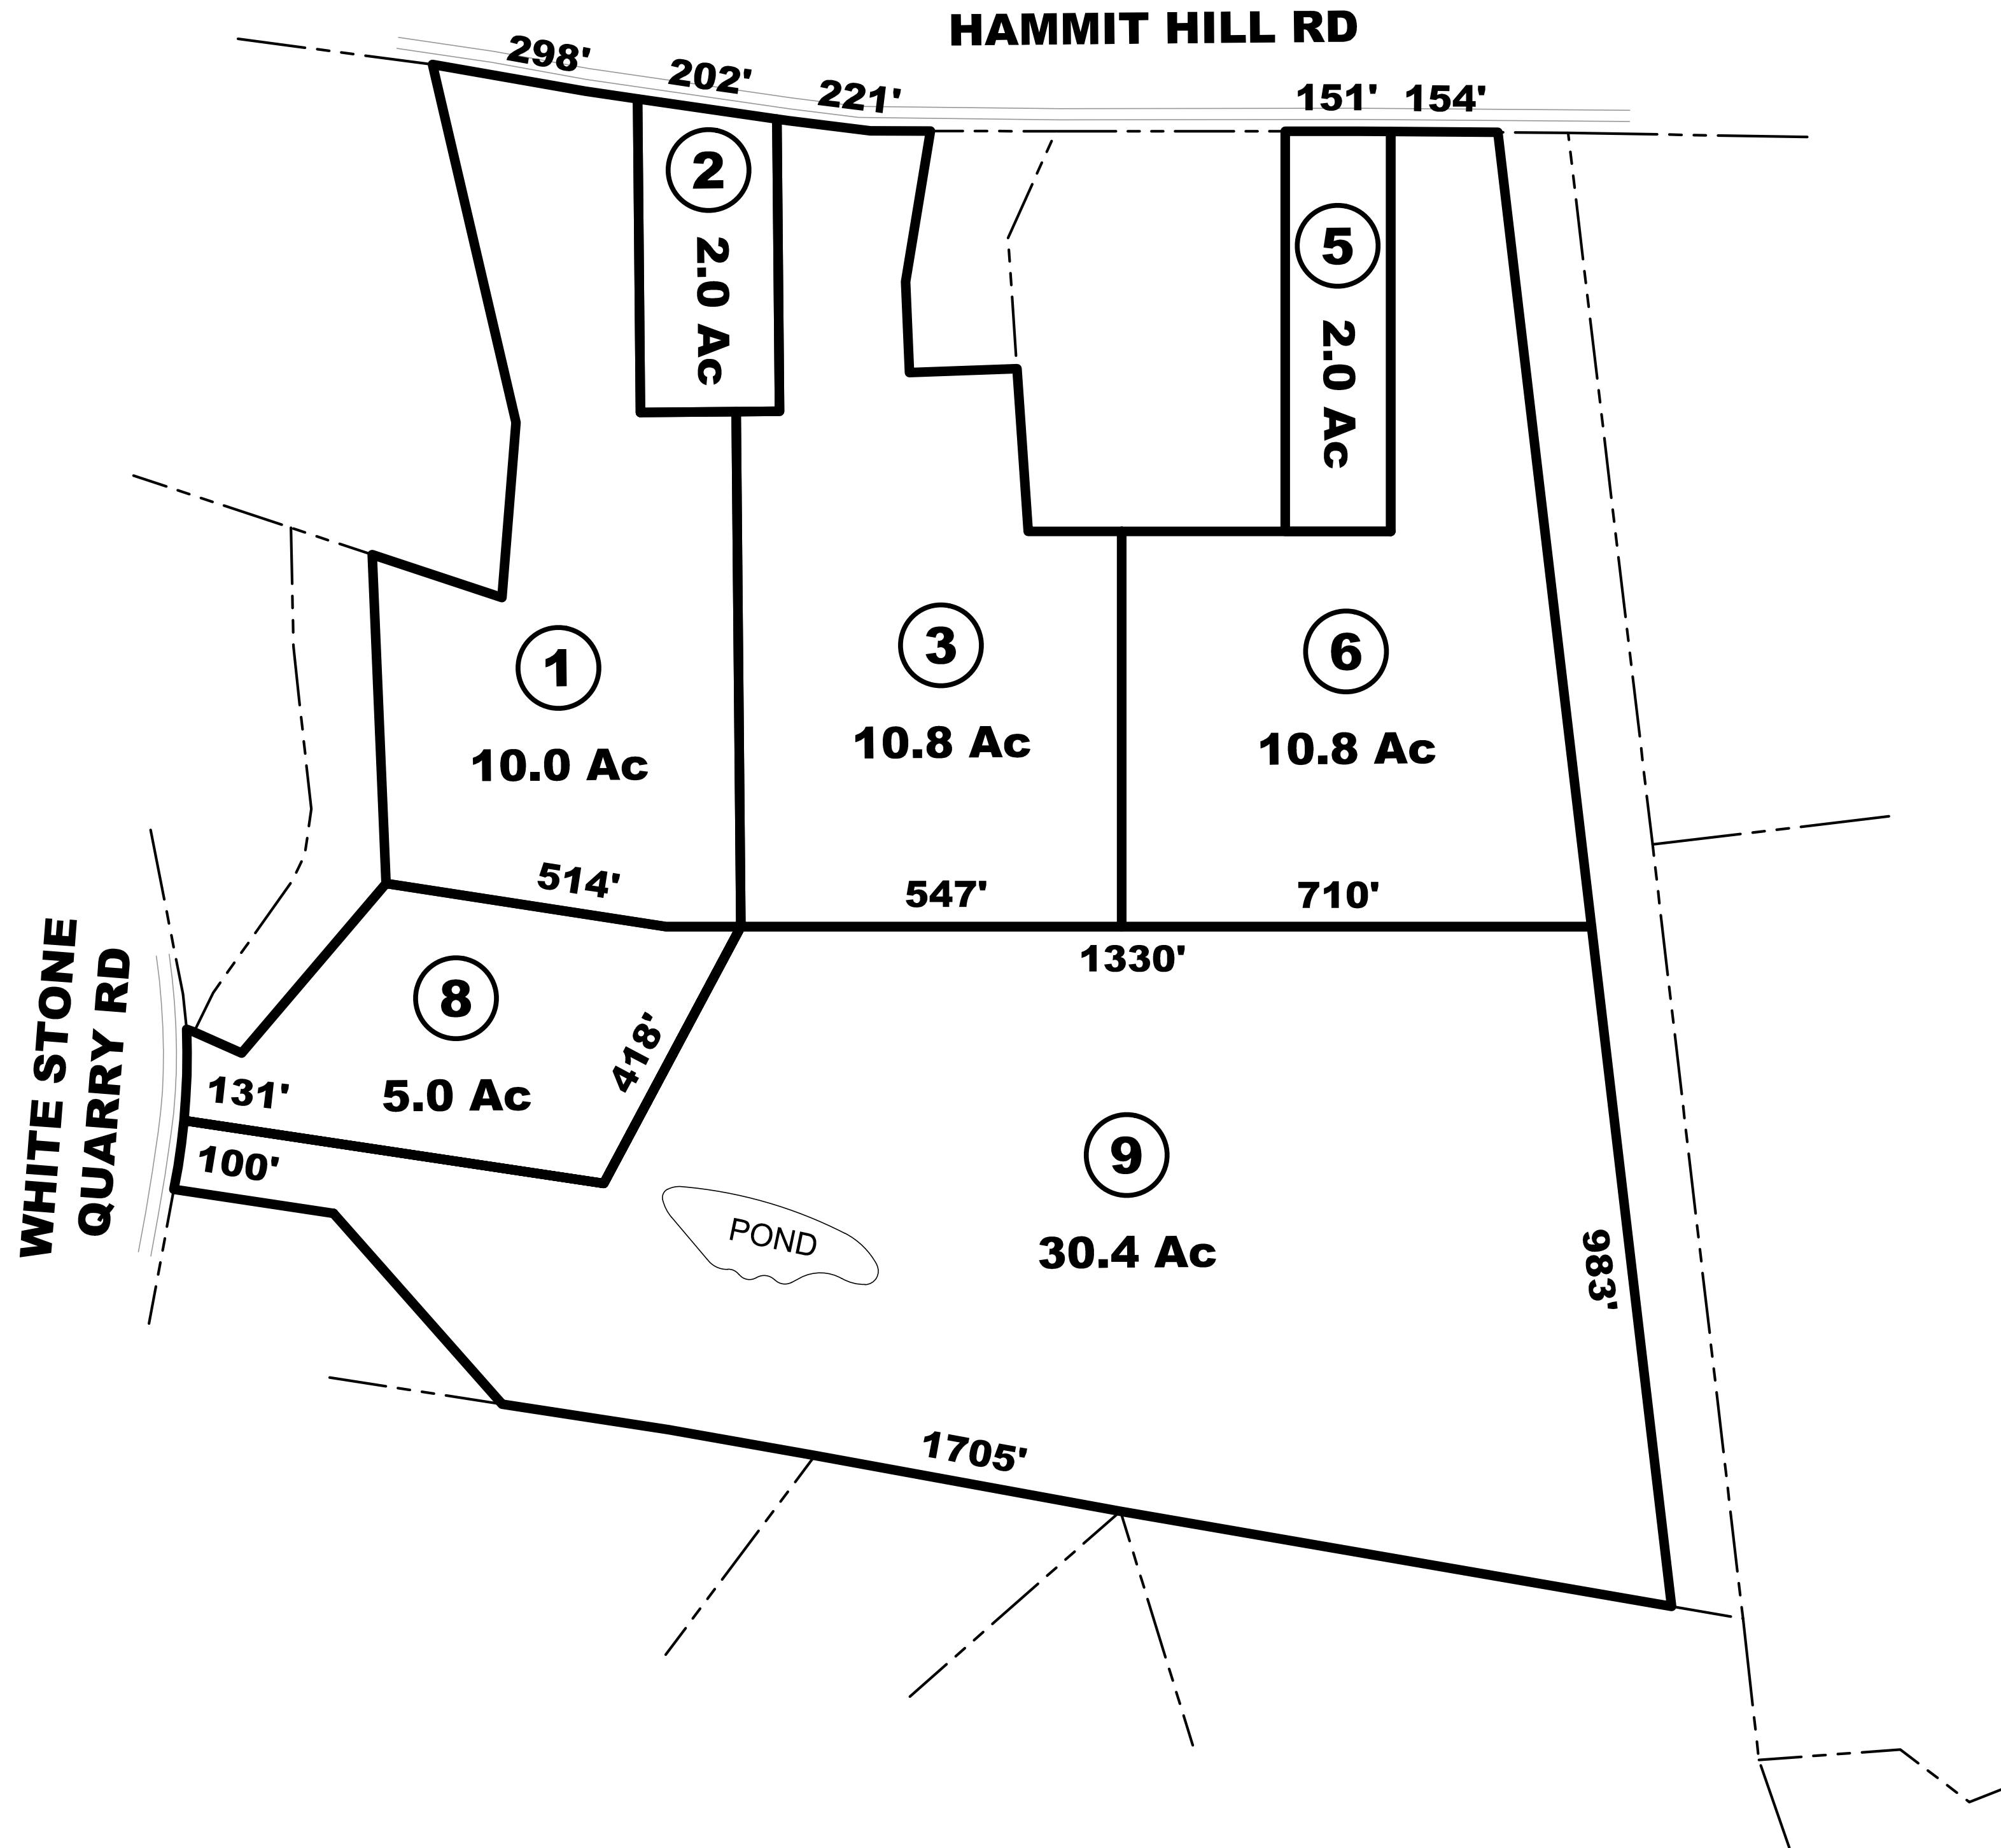 HAMMIT HILL RD
298'
202'
221'
151'
154'
2
2.0 Ac
5
2.0 Ac
1
10.0 Ac
3
10.8 Ac
6
10.8 Ac
514'
547'
710'
1330'
WHITE STONE
QUARRY RD
8
5.0 Ac
418'
131'
100'
9
30.4 Ac
POND
983'
1705'